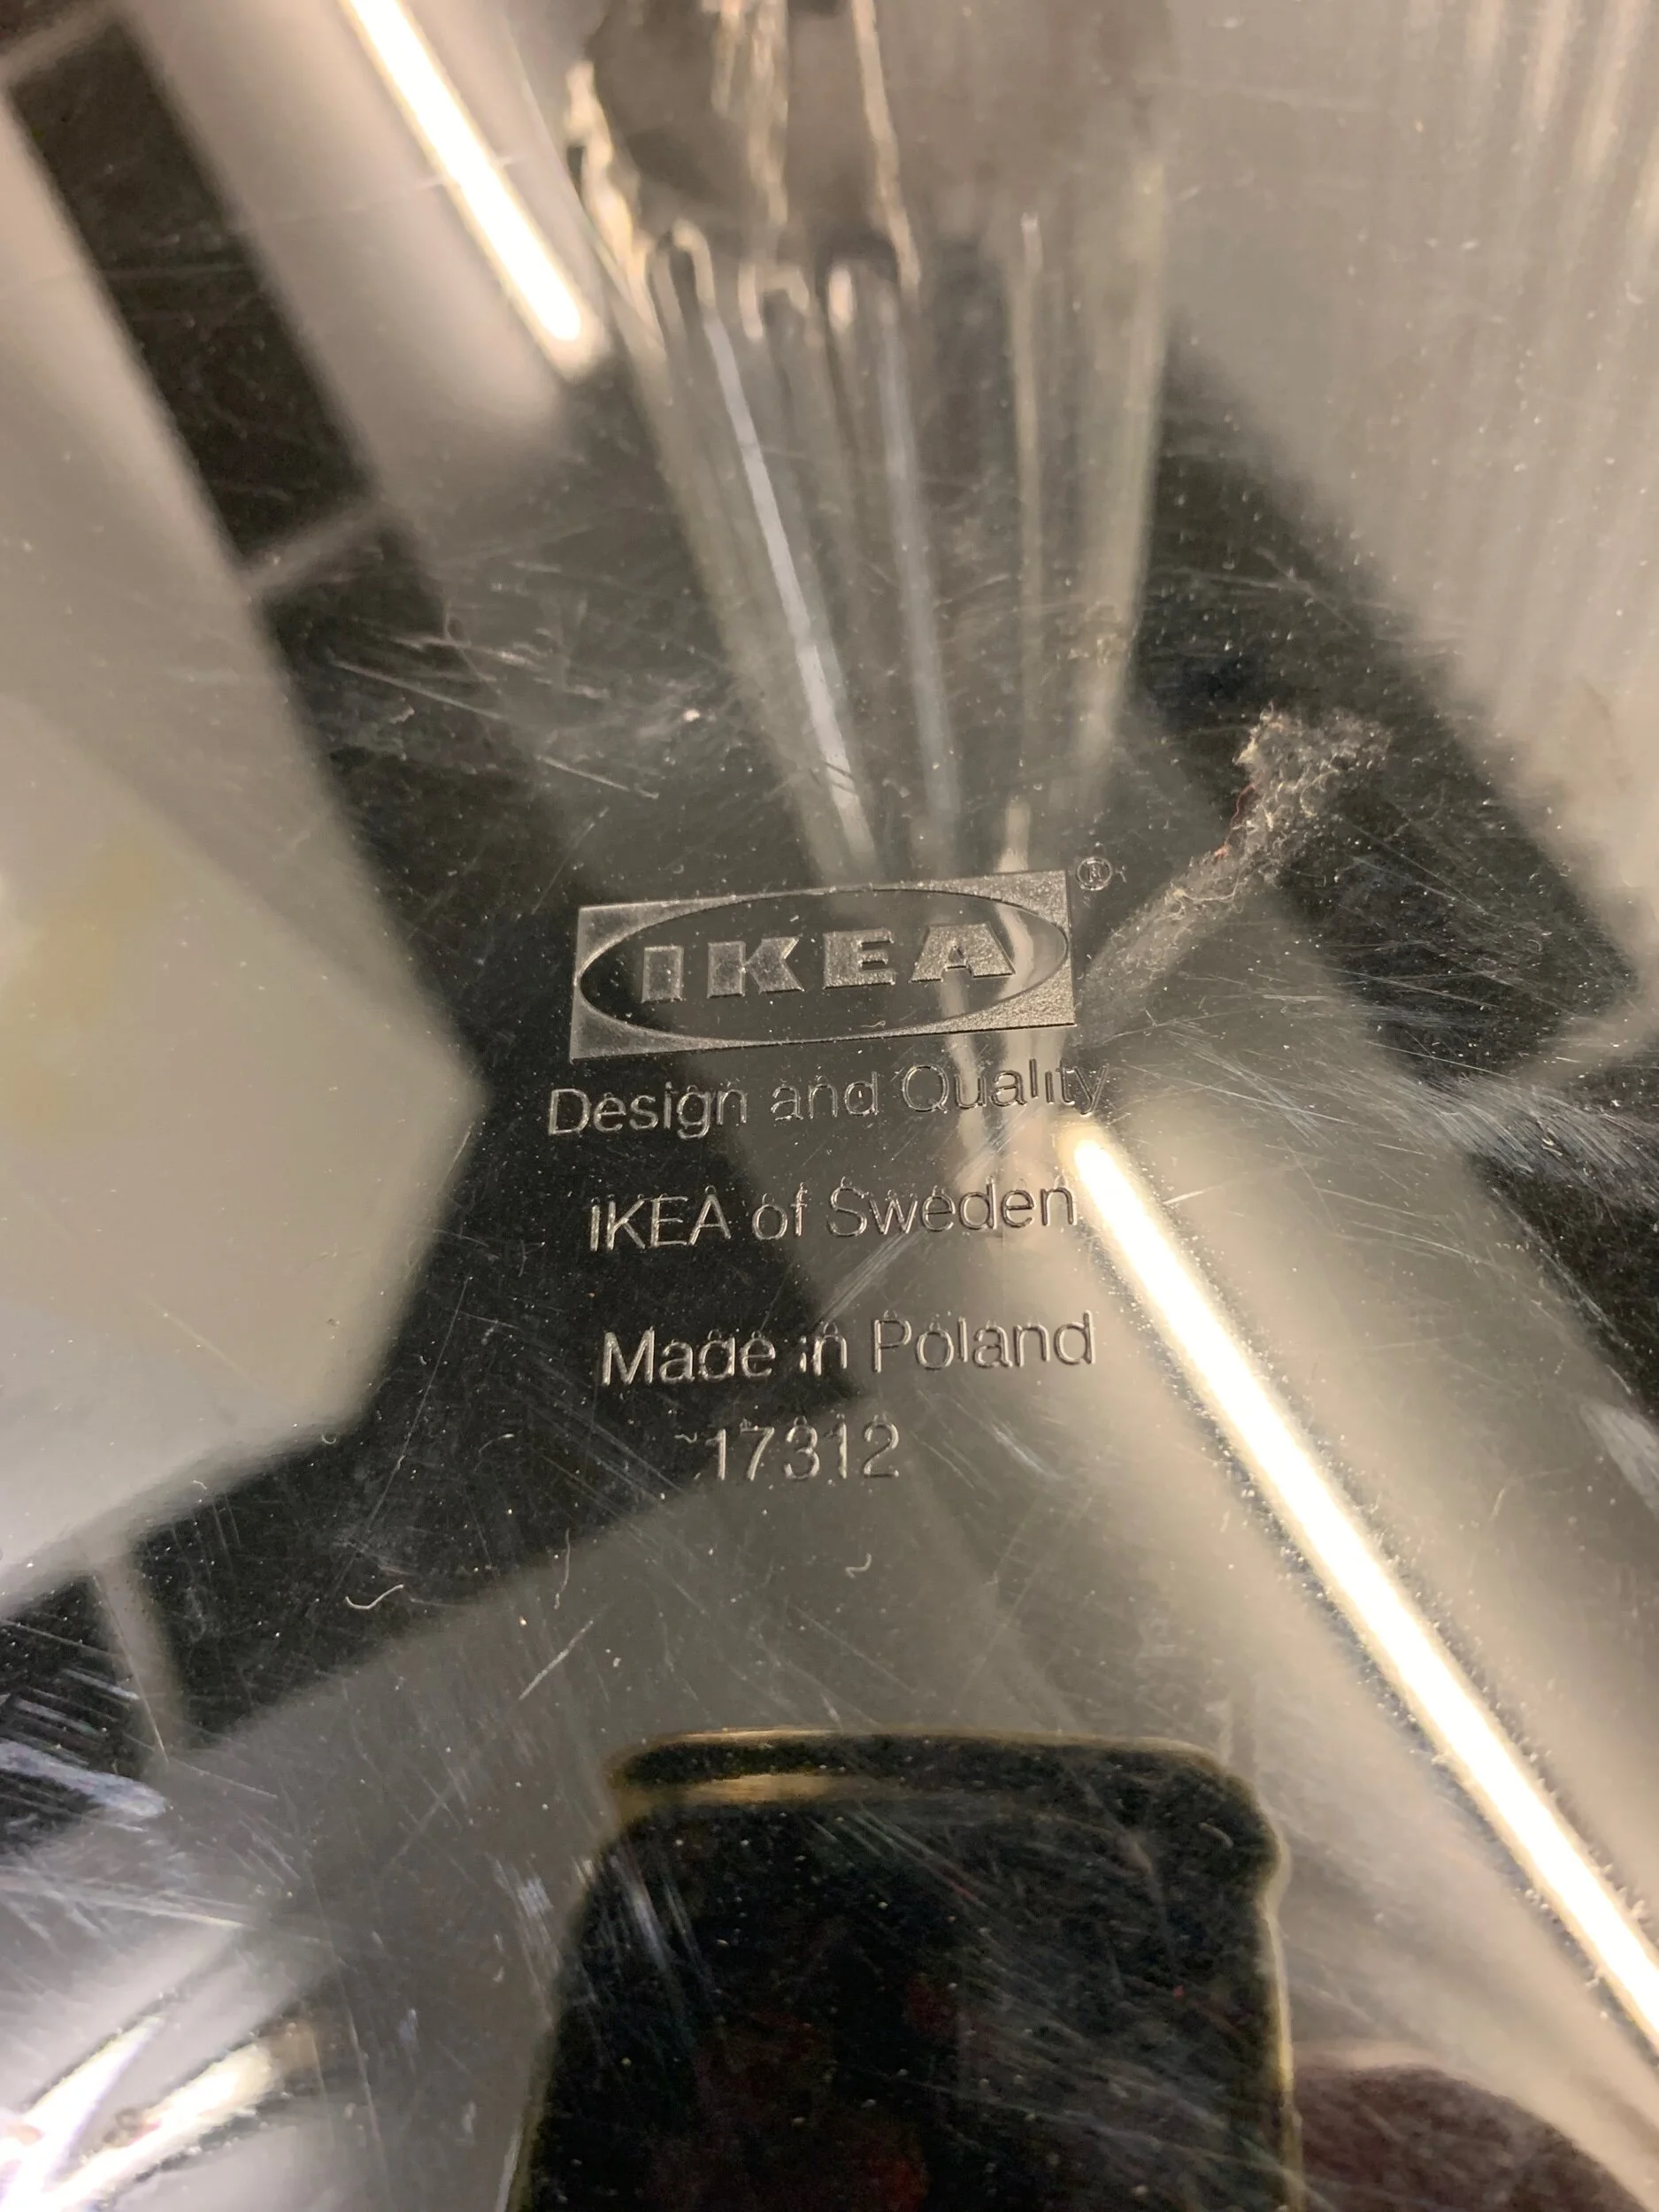 IKEA®
Design and Quality
IKEA of Sweden
Made in Poland
17312